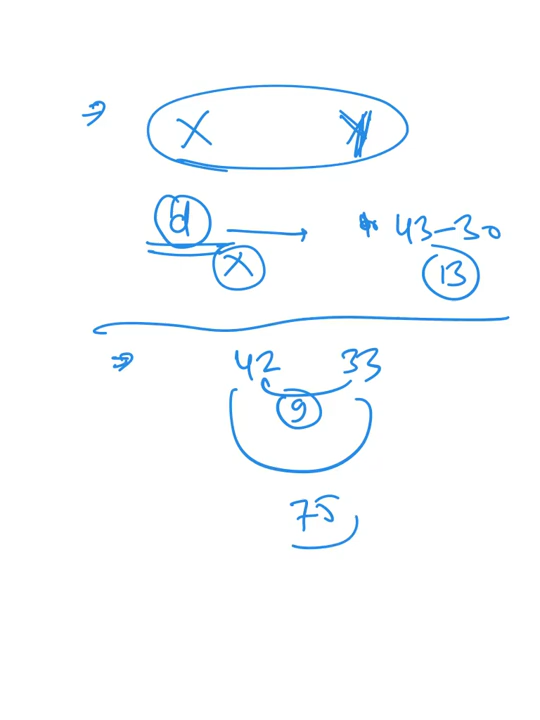 ⇒ X Y
d → 43-30
X 13
⇒ 42 33
9
75